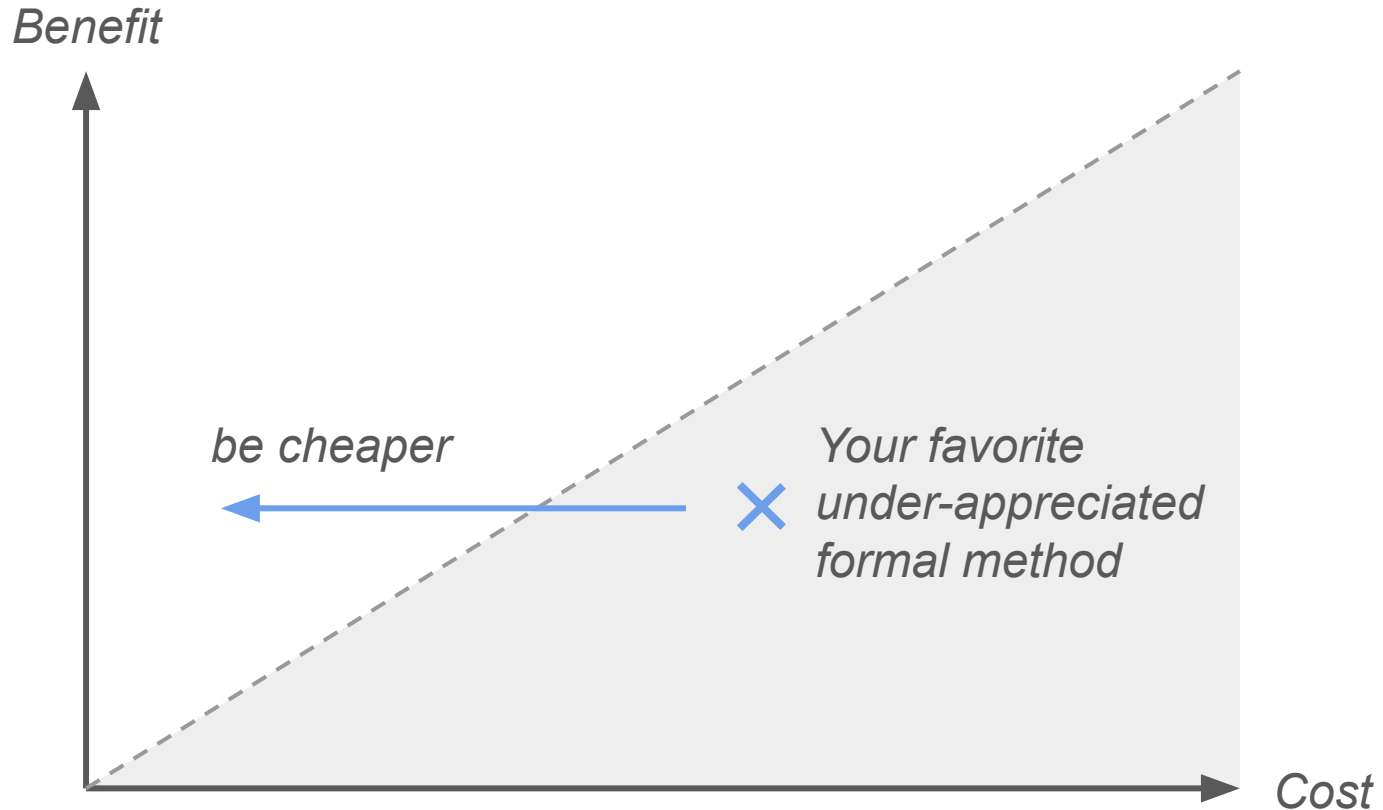 Benefit
be cheaper
Your favorite
under-appreciated
formal method
Cost